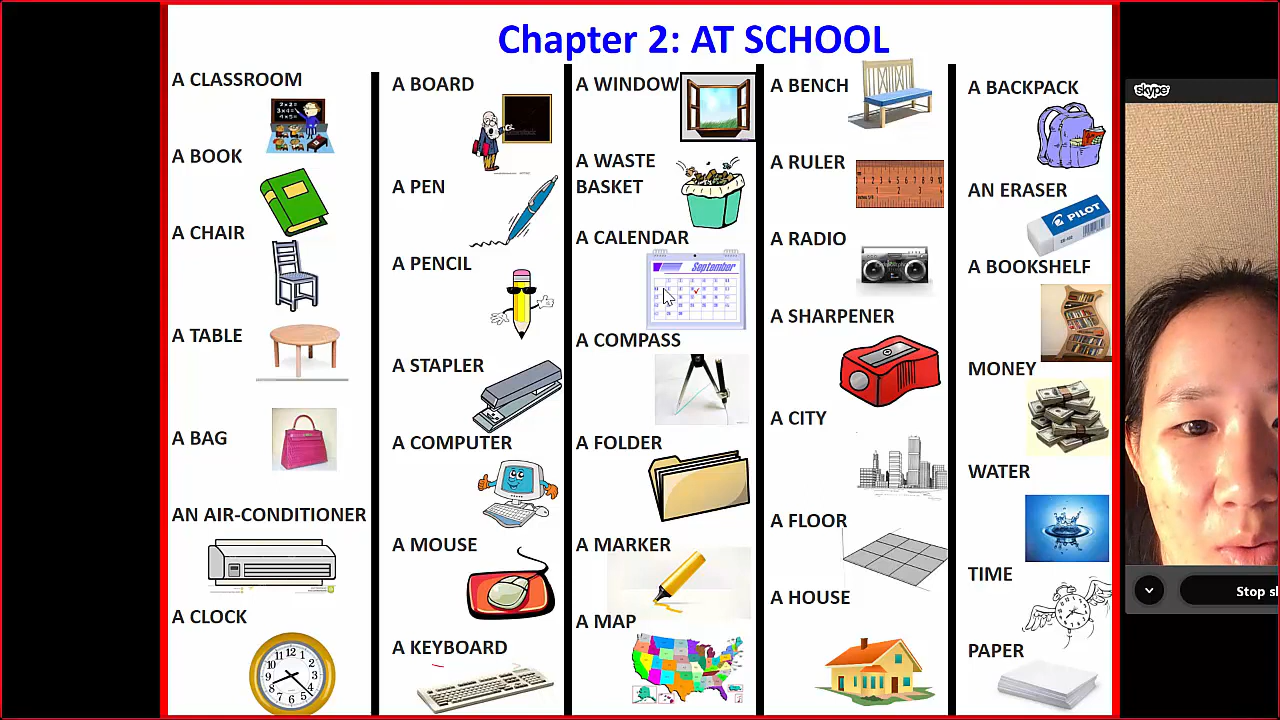 Chapter 2: AT SCHOOL
A CLASSROOM
A BOOK
A CHAIR
A TABLE
A BAG
AN AIR-CONDITIONER
A CLOCK
A BOARD
A PEN
A PENCIL
A STAPLER
A COMPUTER
A MOUSE
A KEYBOARD
A WINDOW
A WASTE
BASKET
A CALENDAR
September
A COMPASS
A FOLDER
A MARKER
A MAP
A BENCH
A RULER
A RADIO
A SHARPENER
A CITY
A FLOOR
A HOUSE
A BACKPACK
AN ERASER
PILOT
A BOOKSHELF
MONEY
WATER
TIME
PAPER
skype
Stop s